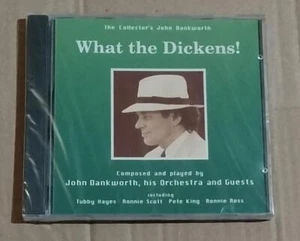 The Collector's John Dankworth
What the Dickens!
Composed and played by
John Dankworth, his Orchestra and Guests
including
Tubby Hayes Ronnie Scott Pete King Ronnie Ross